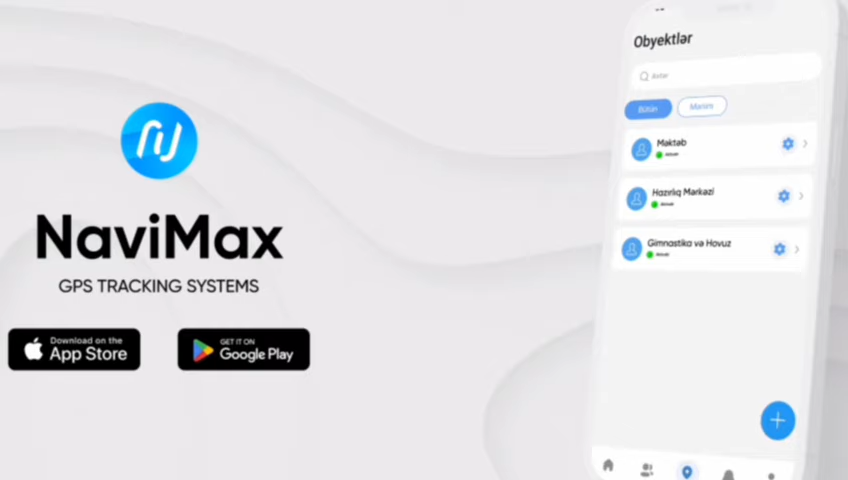 NaviMax
GPS TRACKING SYSTEMS
Download on the
App Store
GET IT ON
Google Play
Obyektlər
Axtar
Bütün
Mənim
Məktəb
Hazırlıq Mərkəzi
Gimnastika və Hovuz